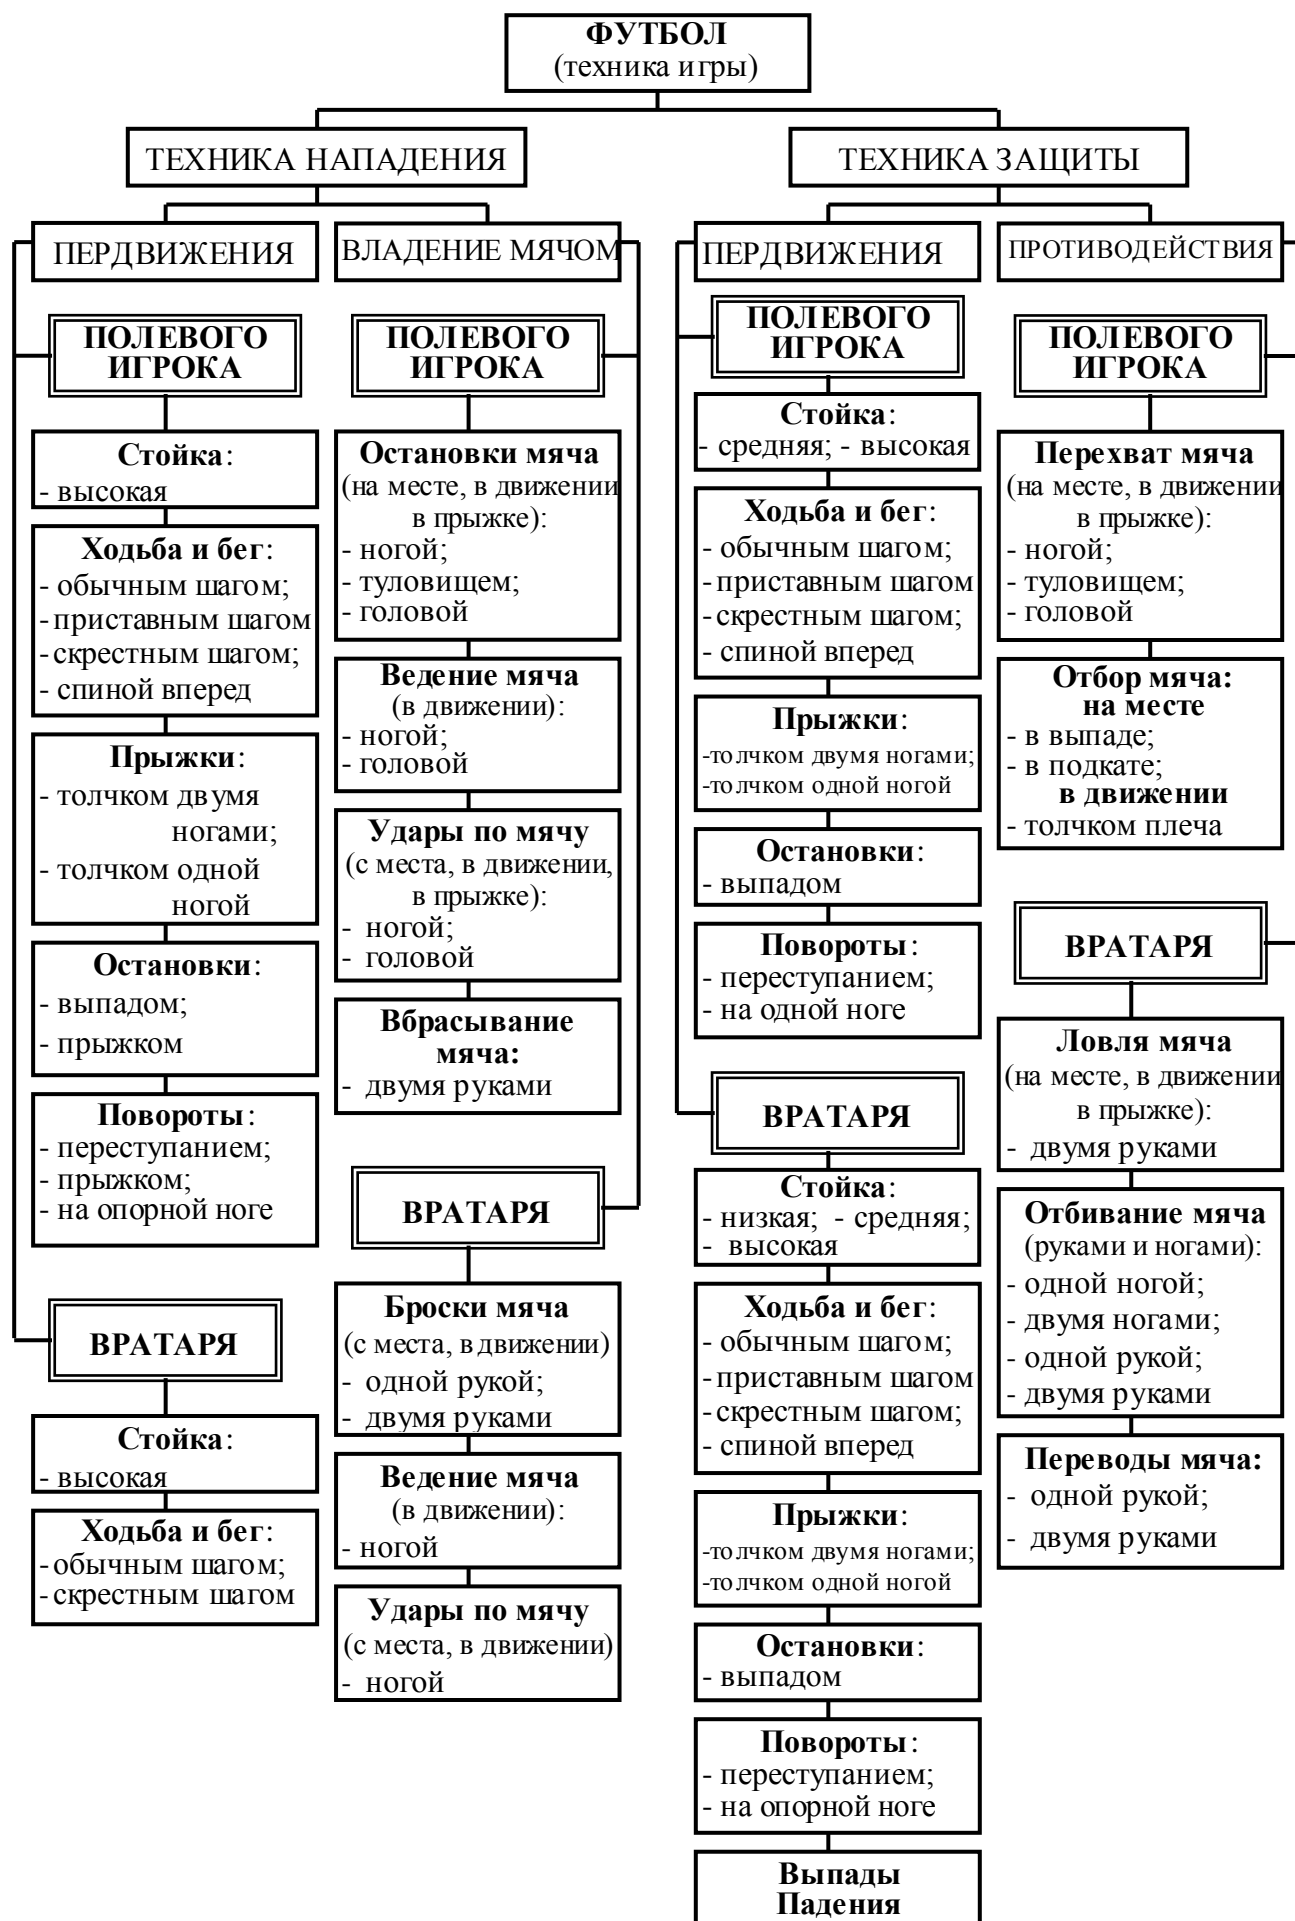 ФУТБОЛ
(техника игры)
ТЕХНИКА НАПАДЕНИЯ
ТЕХНИКА ЗАЩИТЫ
ПЕРДВИЖЕНИЯ
ВЛАДЕНИЕ МЯЧОМ
ПЕРДВИЖЕНИЯ
ПРОТИВОДЕЙСТВИЯ
ПОЛЕВОГО
ИГРОКА
Стойка:
- высокая
Ходьба и бег:
- обычным шагом;
- приставным шагом
- скрестным шагом;
- спиной вперед
Прыжки:
- толчком двумя
ногами;
- толчком одной
ногой
Остановки:
- выпадом;
- прыжком
Повороты:
- переступанием;
- прыжком;
- на опорной ноге
ВРАТАРЯ
Стойка:
- высокая
Ходьба и бег:
- обычным шагом;
- скрестным шагом
ПОЛЕВОГО
ИГРОКА
Остановки мяча
(на месте, в движении
в прыжке):
- ногой;
- туловищем;
- головой
Ведение мяча
(в движении):
- ногой;
- головой
Удары по мячу
(с места, в движении,
в прыжке):
- ногой;
- головой
Вбрасывание
мяча:
- двумя руками
ВРАТАРЯ
Броски мяча
(с места, в движении)
- одной рукой;
- двумя руками
Ведение мяча
(в движении):
- ногой
Удары по мячу
(с места, в движении)
- ногой
ПОЛЕВОГО
ИГРОКА
Стойка:
- средняя; - высокая
Ходьба и бег:
- обычным шагом;
- приставным шагом
- скрестным шагом;
- спиной вперед
Прыжки:
-толчком двумя ногами;
-толчком одной ногой
Остановки:
- выпадом
Повороты:
- переступанием;
- на одной ноге
ВРАТАРЯ
Стойка:
- низкая; - средняя;
- высокая
Ходьба и бег:
- обычным шагом;
- приставным шагом
- скрестным шагом;
- спиной вперед
Прыжки:
-толчком двумя ногами;
-толчком одной ногой
Остановки:
- выпадом
Повороты:
- переступанием;
- на опорной ноге
Выпады
Падения
ПОЛЕВОГО
ИГРОКА
Перехват мяча
(на месте, в движении
в прыжке):
- ногой;
- туловищем;
- головой
Отбор мяча:
на месте
- в выпаде;
- в подкате;
в движении
- толчком плеча
ВРАТАРЯ
Ловля мяча
(на месте, в движении
в прыжке):
- двумя руками
Отбивание мяча
(руками и ногами):
- одной ногой;
- двумя ногами;
- одной рукой;
- двумя руками
Переводы мяча:
- одной рукой;
- двумя руками